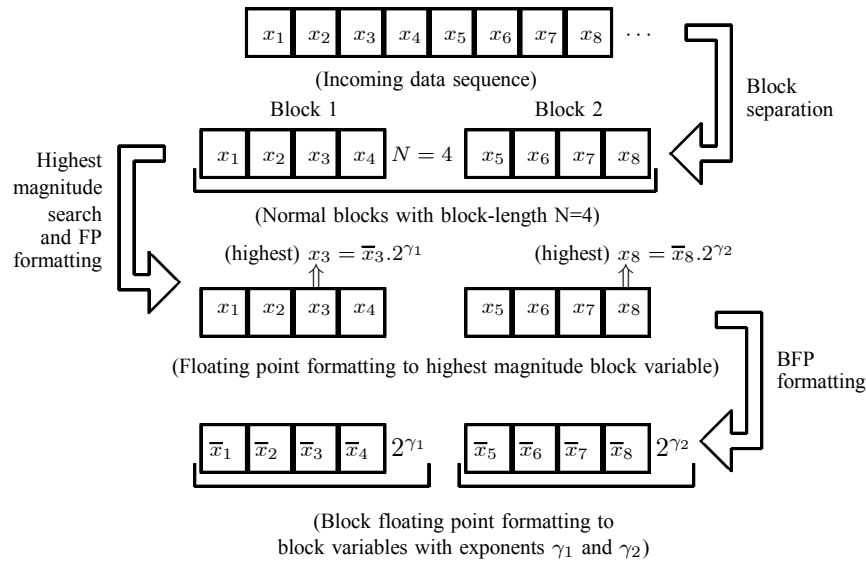 x₁ x₂ x₃ x₄ x₅ x₆ x₇ x₈ ⋯
(Incoming data sequence)
Block
separation
Block 1 Block 2
x₁ x₂ x₃ x₄ N = 4 x₅ x₆ x₇ x₈
(Normal blocks with block-length N=4)
Highest
magnitude
search
and FP
formatting
(highest) x₃ = x̅₃.2^γ₁ (highest) x₈ = x̅₈.2^γ₂
⇑ ⇑
x₁ x₂ x₃ x₄ x₅ x₆ x₇ x₈
(Floating point formatting to highest magnitude block variable)
BFP
formatting
x̅₁ x̅₂ x̅₃ x̅₄ 2^γ₁ x̅₅ x̅₆ x̅₇ x̅₈ 2^γ₂
(Block floating point formatting to
block variables with exponents γ₁ and γ₂)